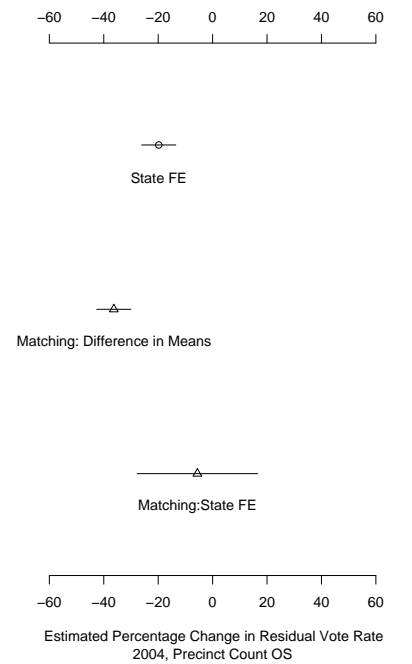 −60 −40 −20 0 20 40 60
State FE
Matching: Difference in Means
Matching:State FE
−60 −40 −20 0 20 40 60
Estimated Percentage Change in Residual Vote Rate
2004, Precinct Count OS